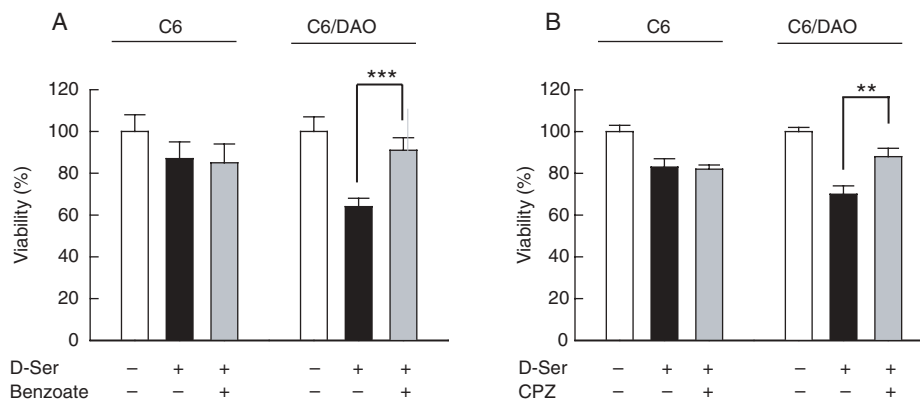 A
C6
C6/DAO
***
120
100
80
60
40
20
0
Viability (%)
D-Ser – + + – + +
Benzoate – – + – – +
B
C6
C6/DAO
**
120
100
80
60
40
20
0
Viability (%)
D-Ser – + + – + +
CPZ – – + – – +